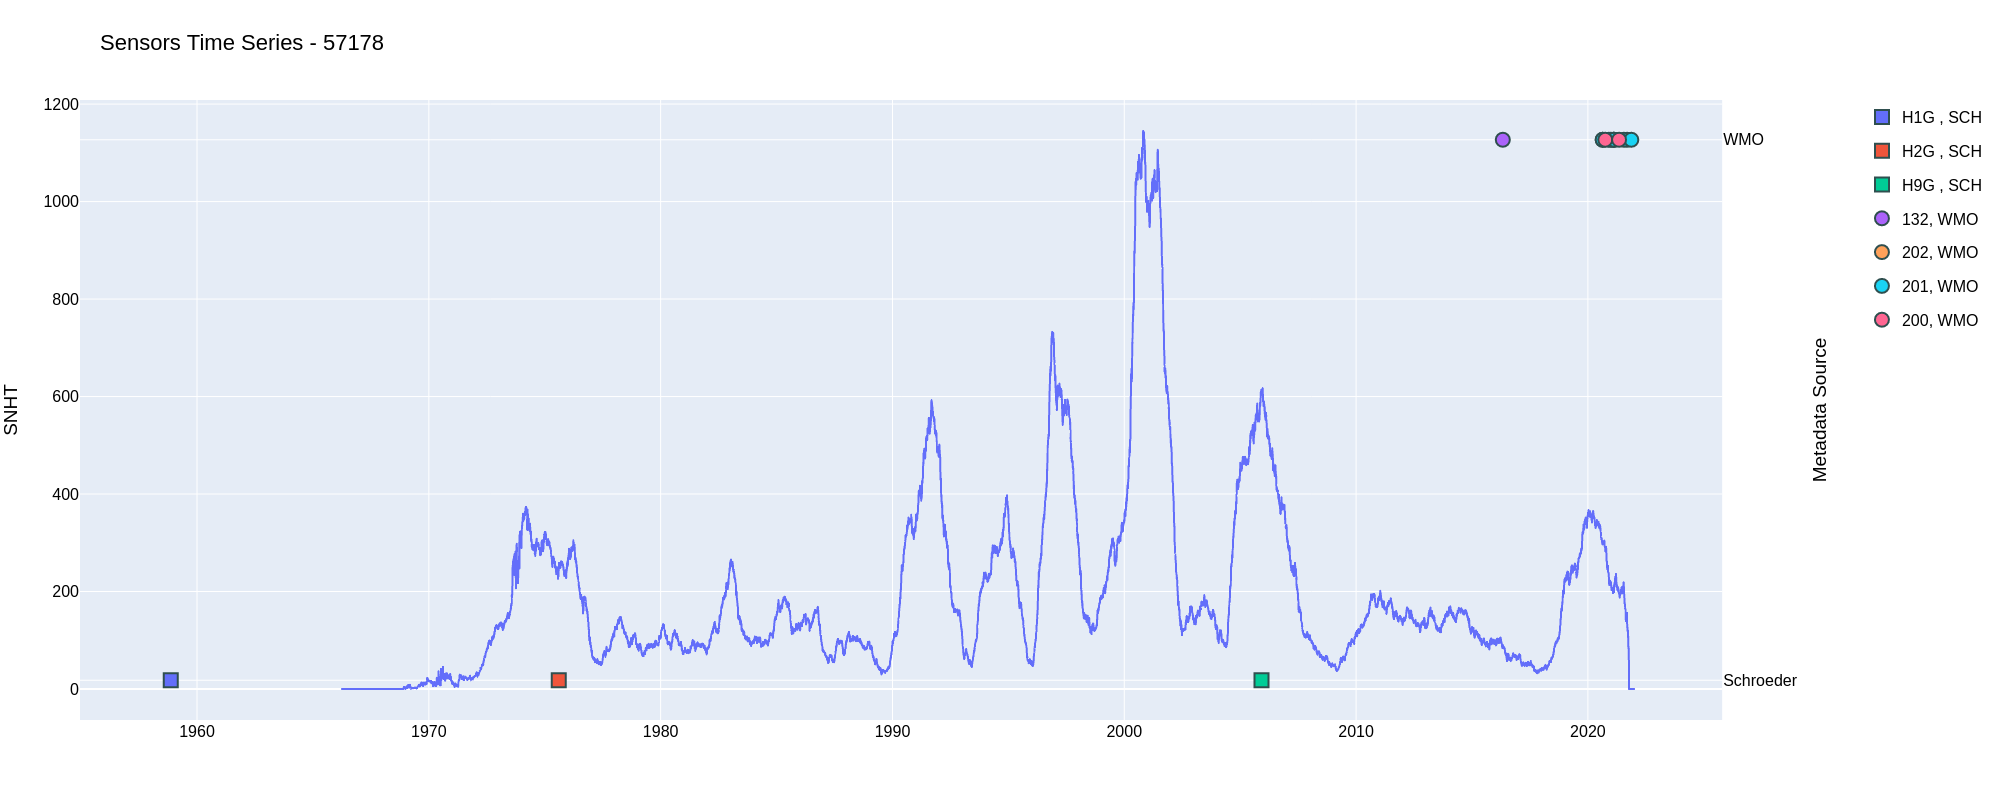 Sensors Time Series - 57178
1200
1000
800
600
400
200
0
SNHT
1960
1970
1980
1990
2000
2010
2020
WMO
Schroeder
Metadata Source
H1G , SCH
H2G , SCH
H9G , SCH
132, WMO
202, WMO
201, WMO
200, WMO